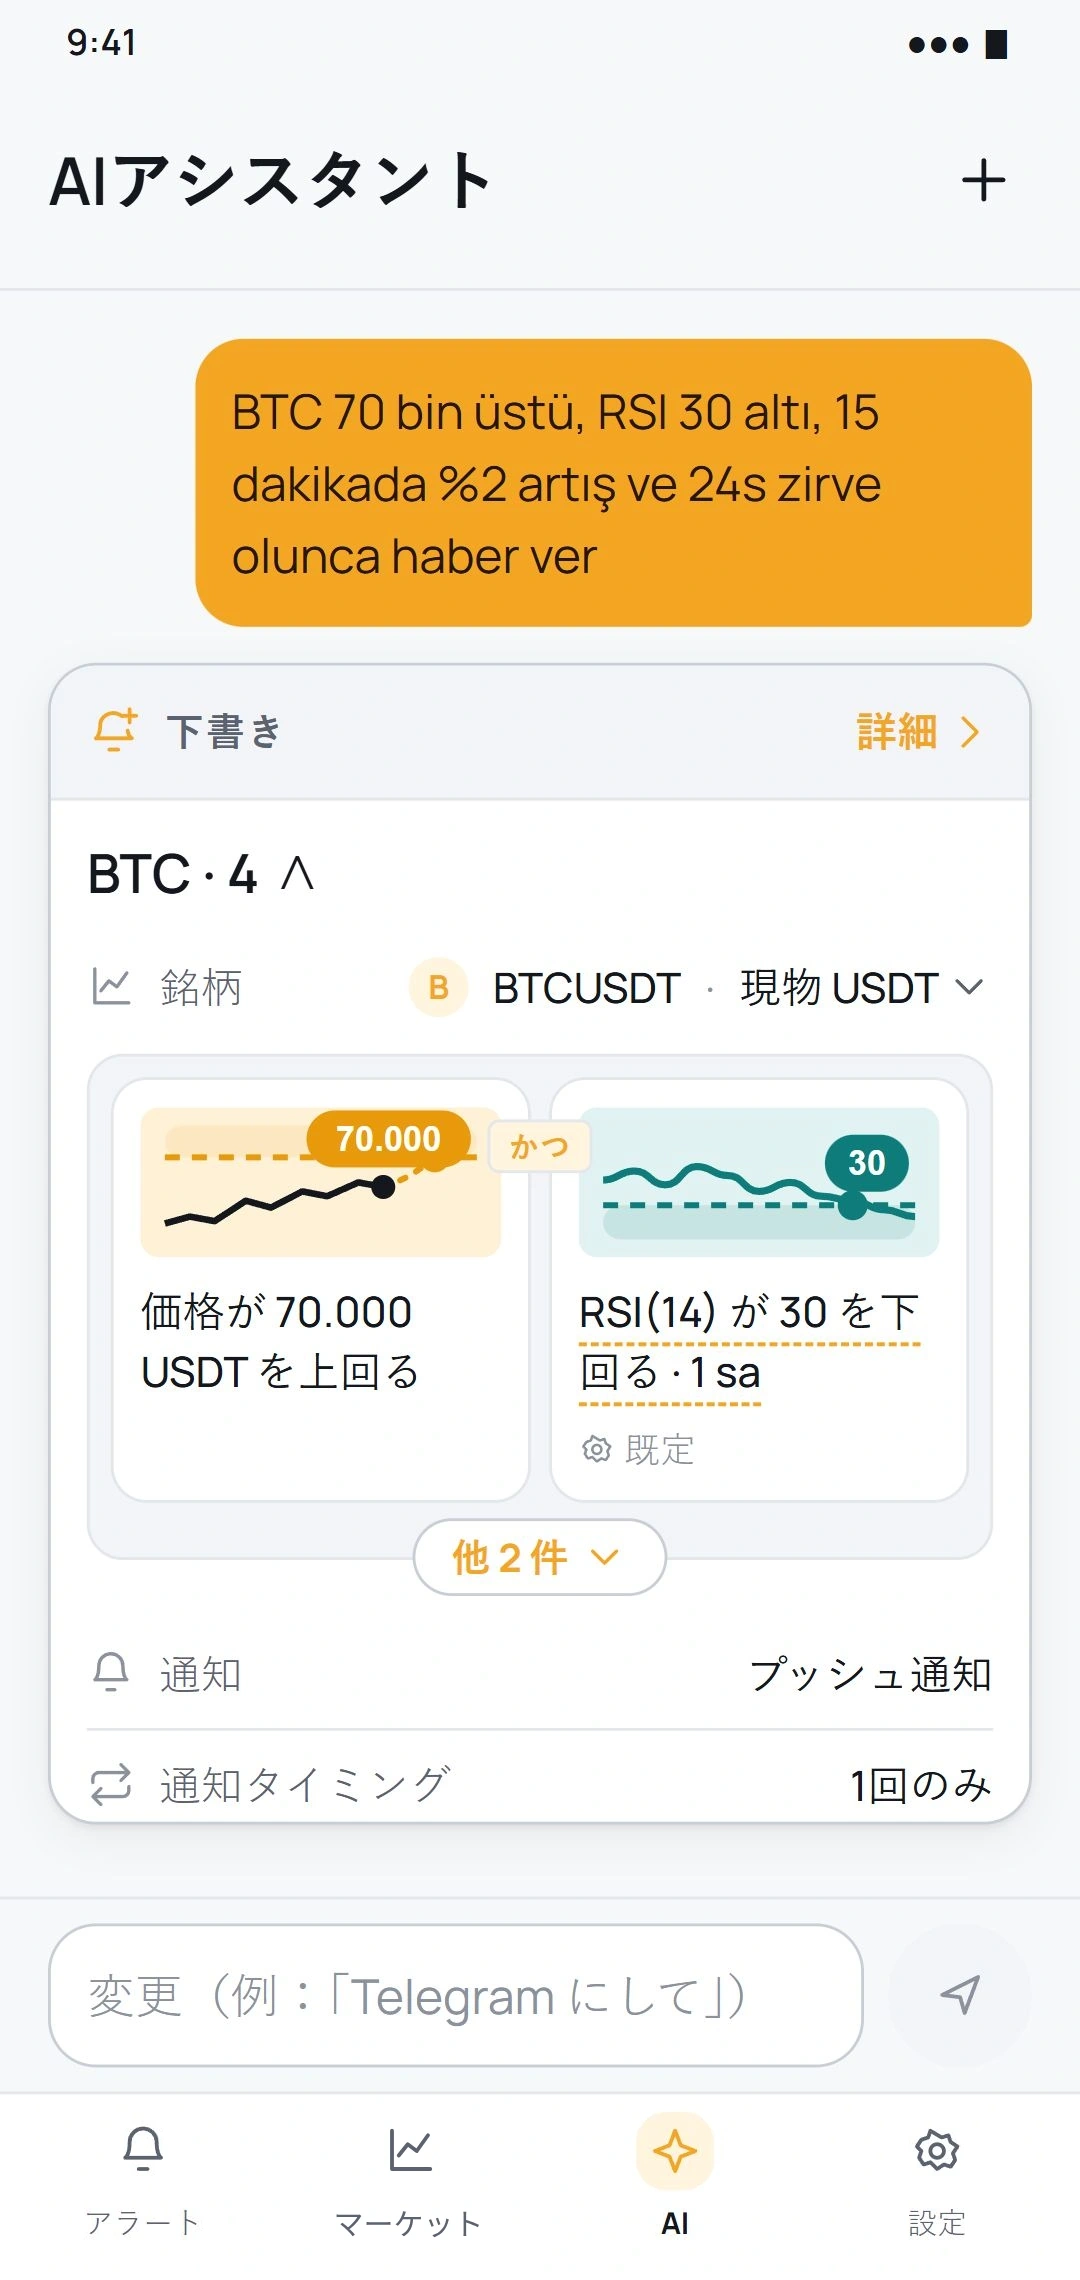 9:41
AIアシスタント
BTC 70 bin üstü, RSI 30 altı, 15
dakikada %2 artış ve 24s zirve
olunca haber ver
下書き
詳細
BTC · 4
銘柄
B BTCUSDT · 現物 USDT
70.000
かつ
30
価格が 70.000
USDT を上回る
RSI(14) が 30 を下
回る · 1 sa
既定
他 2 件
通知
プッシュ通知
通知タイミング
1回のみ
変更（例：「Telegram にして」）
アラート
マーケット
AI
設定